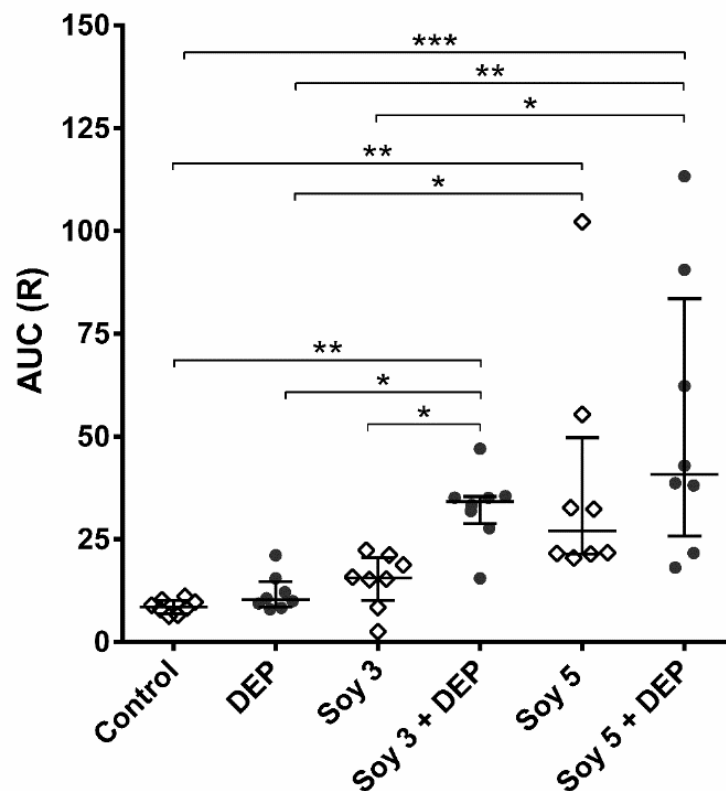 150
***
**
125
*
**
*
100
AUC (R)
75
**
*
50
*
25
0
Control
DEP
Soy 3
Soy 3 + DEP
Soy 5
Soy 5 + DEP